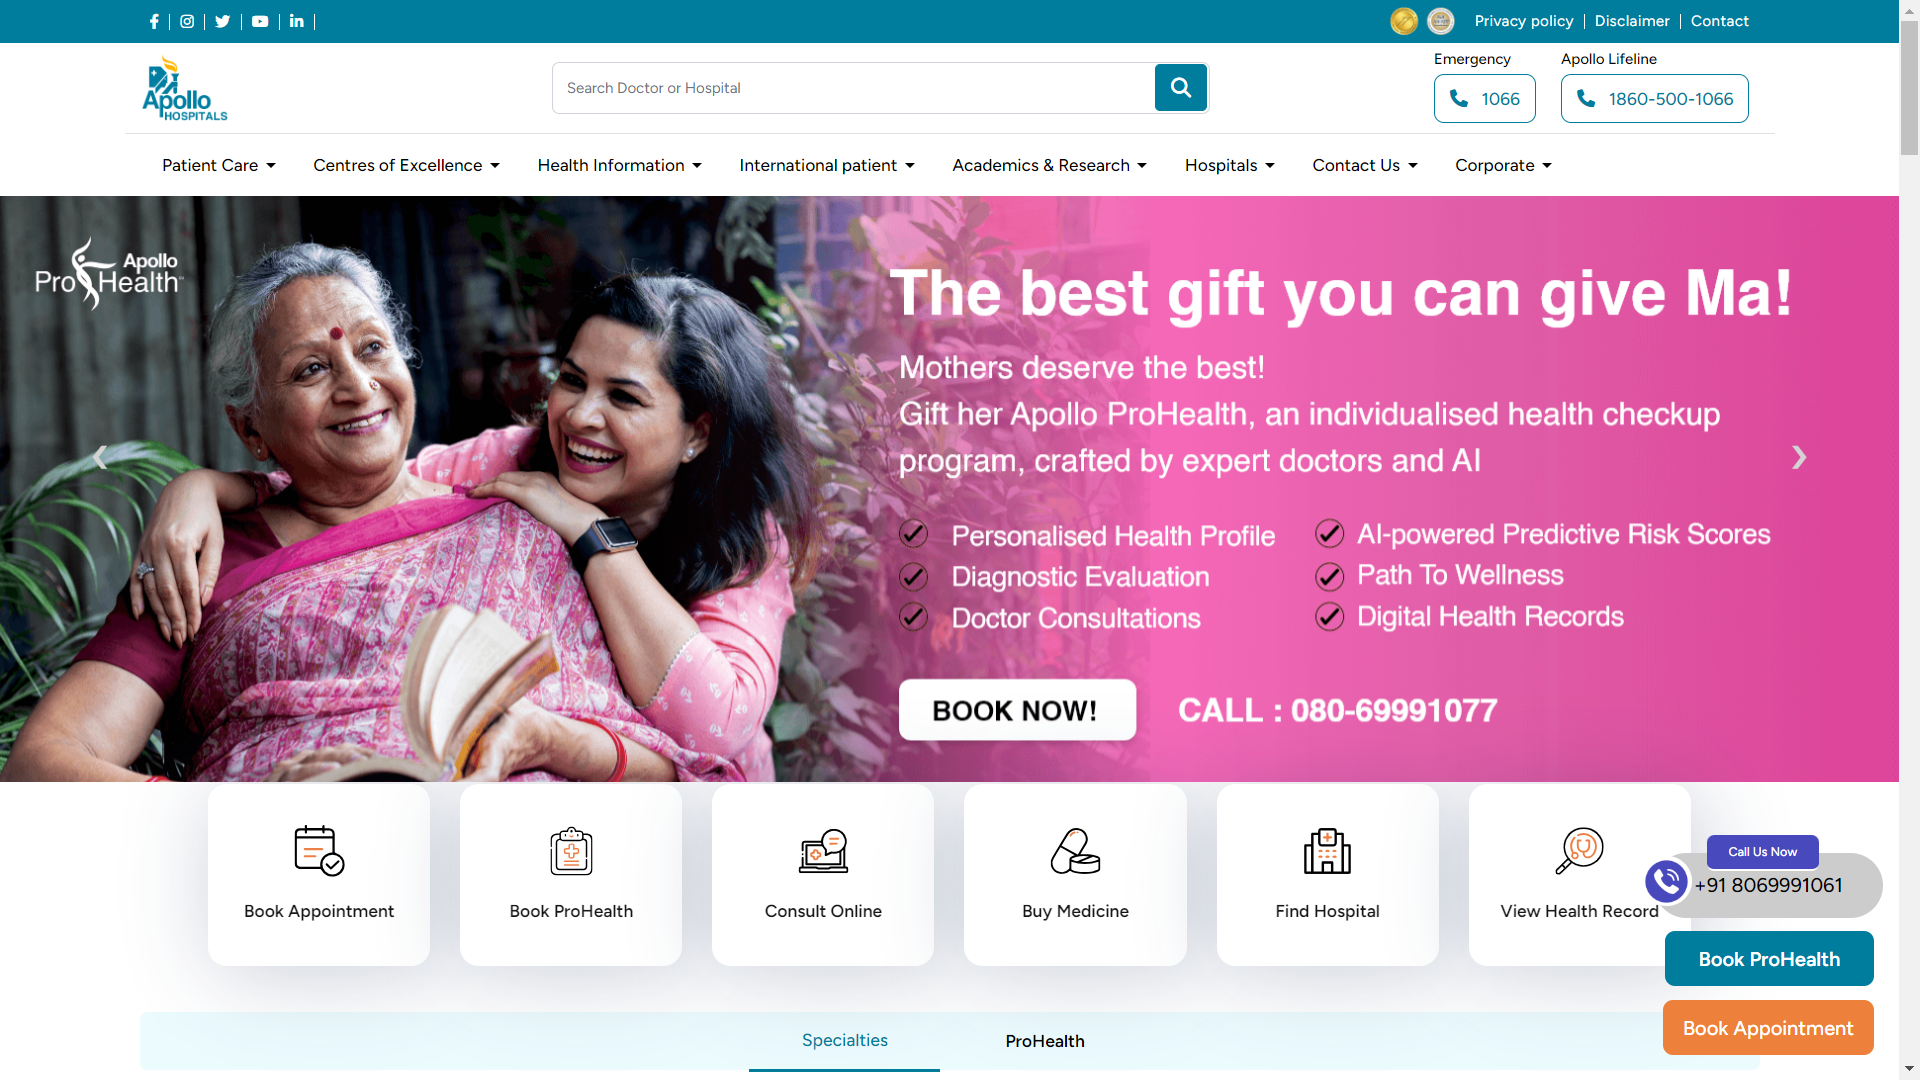 Privacy policy
Disclaimer
Contact
Apollo
HOSPITALS
Search Doctor or Hospital
Emergency
1066
Apollo Lifeline
1860-500-1066
Patient Care
Centres of Excellence
Health Information
International patient
Academics & Research
Hospitals
Contact Us
Corporate
Apollo
ProHealth
The best gift you can give Ma!
Mothers deserve the best!
Gift her Apollo ProHealth, an individualised health checkup
program, crafted by expert doctors and AI
Personalised Health Profile
Diagnostic Evaluation
Doctor Consultations
AI-powered Predictive Risk Scores
Path To Wellness
Digital Health Records
BOOK NOW!
CALL : 080-69991077
Book Appointment
Book ProHealth
Consult Online
Buy Medicine
Find Hospital
View Health Record
Call Us Now
+91 8069991061
Book ProHealth
Book Appointment
Specialties
ProHealth